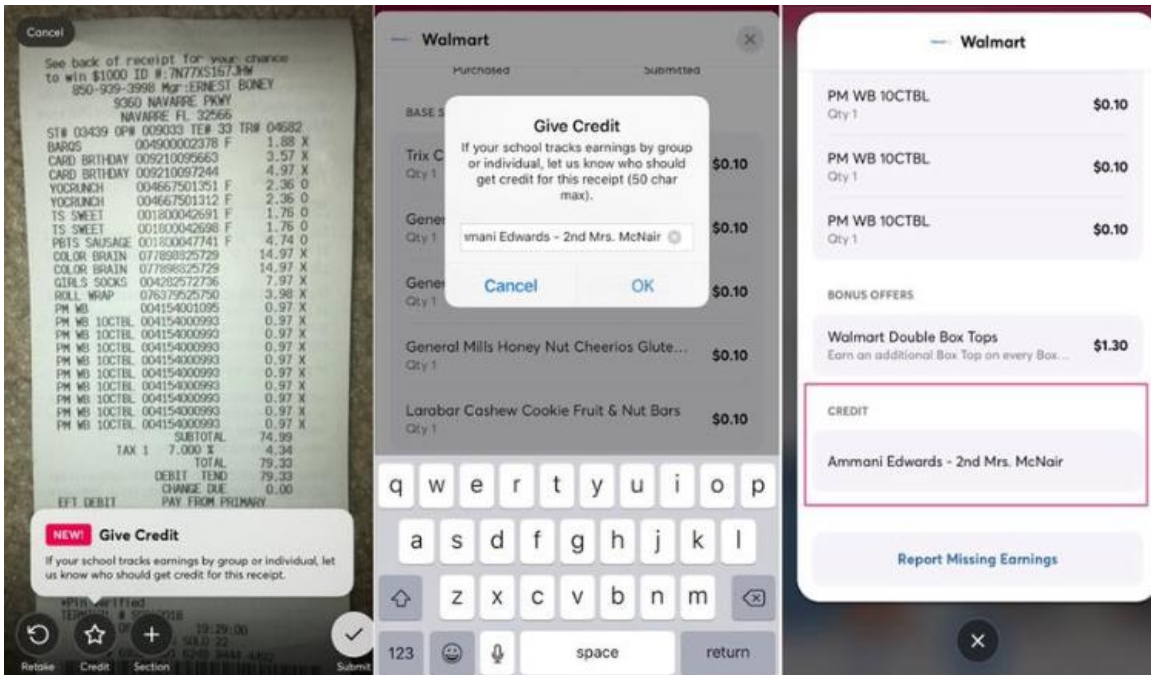 Cancel
See back of receipt for your chance
to win $1000 ID #:7N77XS167JHW
850-939-3998 Mgr:ERNEST BONEY
9360 NAVARRE PKWY
NAVARRE FL 32566
ST# 03439 OP# 009033 TE# 33 TR# 04682
BARQS 004900002378 F 1.88 X
CARD BRTHDAY 009210095663 3.57 X
CARD BRTHDAY 009210097244 4.97 X
YOCRUNCH 004667501351 F 2.36 O
YOCRUNCH 004667501312 F 2.36 O
TS SWEET 001800042691 F 1.76 O
TS SWEET 001800042698 F 1.76 O
PBTS SAUSAGE 001800047741 F 4.74 O
COLOR BRAIN 077898325729 14.97 X
COLOR BRAIN 077898325729 14.97 X
GIRLS SOCKS 004282572736 7.97 X
ROLL WRAP 076379525750 3.98 X
PM WB 004154001095 0.97 X
PM WB 10CTBL 004154000993 0.97 X
PM WB 10CTBL 004154000993 0.97 X
PM WB 10CTBL 004154000993 0.97 X
PM WB 10CTBL 004154000993 0.97 X
PM WB 10CTBL 004154000993 0.97 X
PM WB 10CTBL 004154000993 0.97 X
PM WB 10CTBL 004154000993 0.97 X
PM WB 10CTBL 004154000993 0.97 X
PM WB 10CTBL 004154000993 0.97 X
SUBTOTAL 74.99
TAX 1 7.000 % 4.34
TOTAL 79.33
DEBIT TEND 79.33
CHANGE DUE 0.00
EFT DEBIT PAY FROM PRIMARY
NEW! Give Credit
If your school tracks earnings by group or individual, let
us know who should get credit for this receipt.
*Pin Verified
19:29:00
Retake Credit Section Submit
Walmart
Purchased Submitted
BASE S
Give Credit
If your school tracks earnings by group
or individual, let us know who should
get credit for this receipt (50 char
max).
mani Edwards - 2nd Mrs. McNair
Cancel OK
Trix C $0.10
Qty 1
Gener $0.10
Qty 1
Gene $0.10
Qty 1
General Mills Honey Nut Cheerios Glute... $0.10
Qty 1
Larabar Cashew Cookie Fruit & Nut Bars $0.10
Qty 1
q w e r t y u i o p
a s d f g h j k l
z x c v b n m
123 space return
Walmart
PM WB 10CTBL $0.10
Qty 1
PM WB 10CTBL $0.10
Qty 1
PM WB 10CTBL $0.10
Qty 1
BONUS OFFERS
Walmart Double Box Tops $1.30
Earn an additional Box Top on every Box...
CREDIT
Ammani Edwards - 2nd Mrs. McNair
Report Missing Earnings